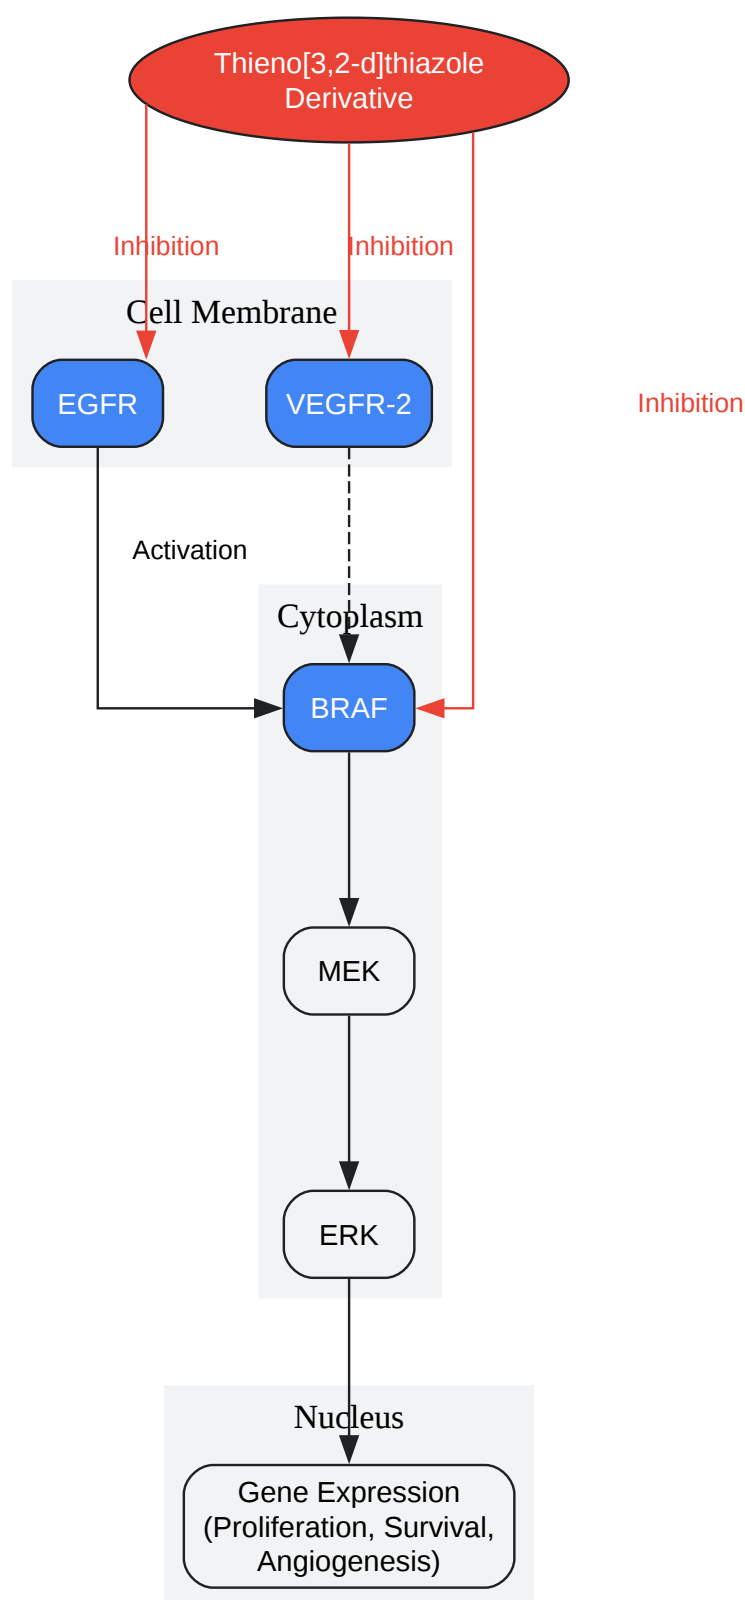 Thieno[3,2-d]thiazole
Derivative
Inhibition
Inhibition
Cell Membrane
EGFR
VEGFR-2
Inhibition
Activation
Cytoplasm
BRAF
MEK
ERK
Nucleus
Gene Expression
(Proliferation, Survival,
Angiogenesis)